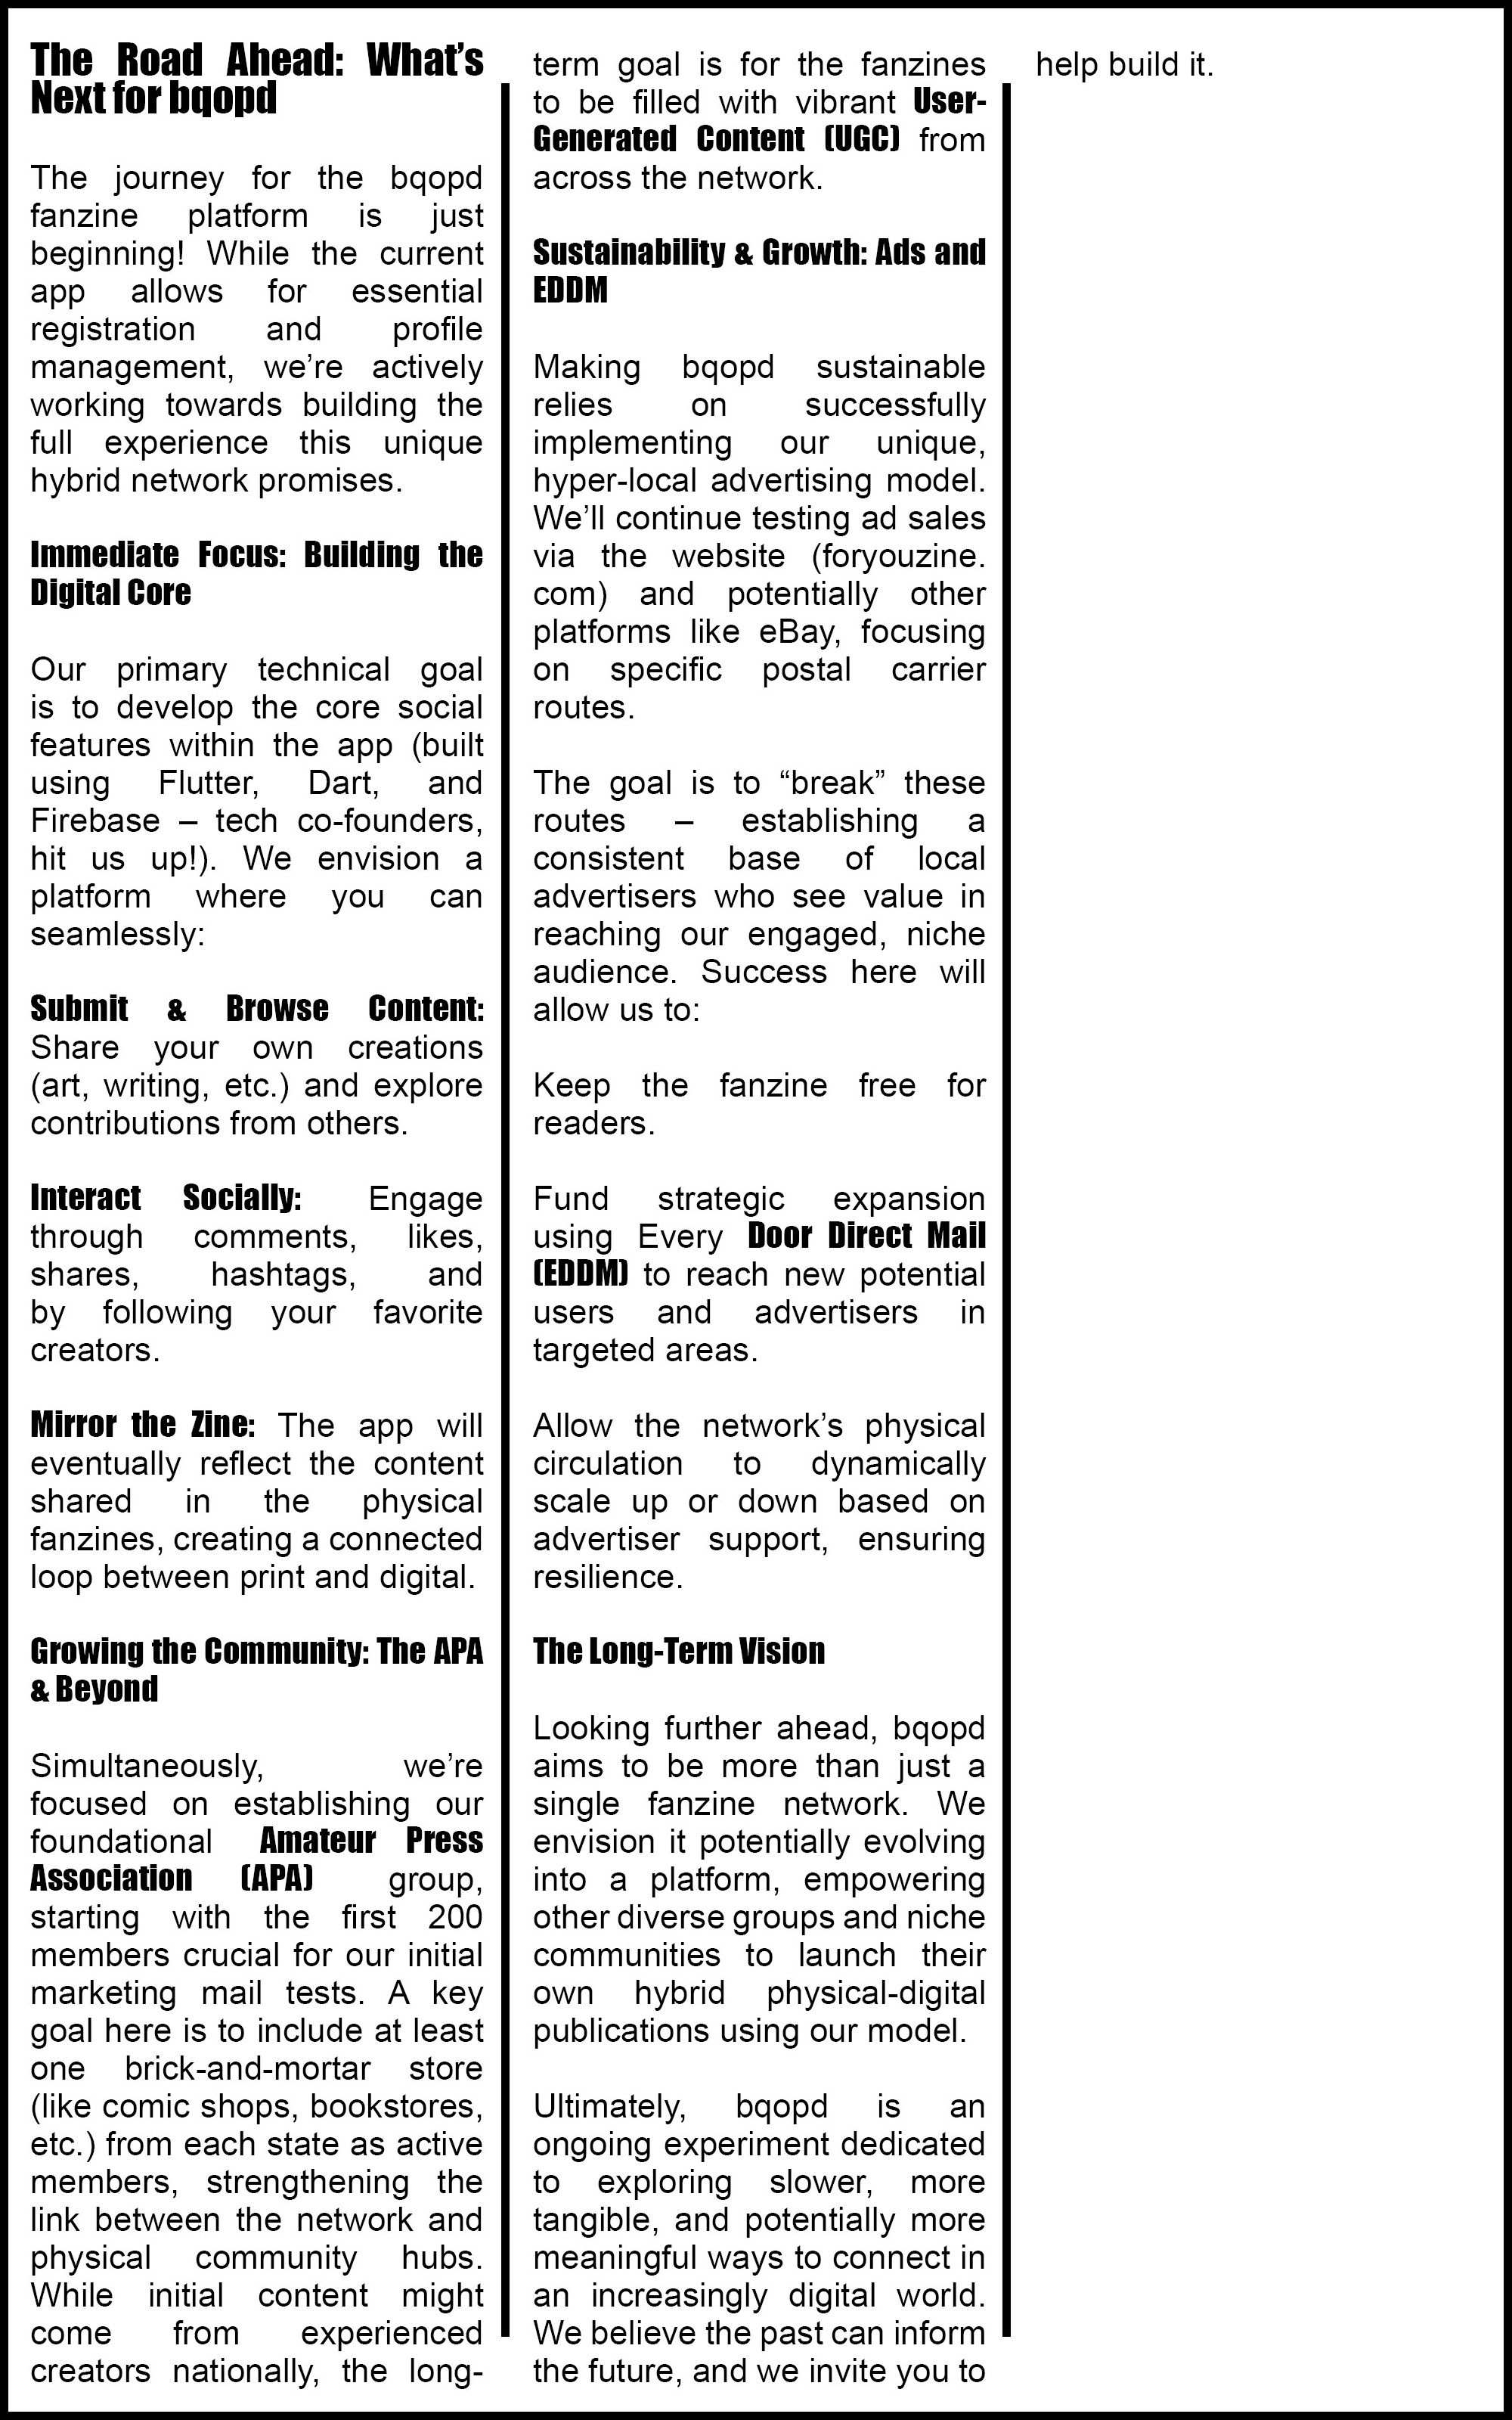 The Road Ahead: What’s
Next for bqopd
The journey for the bqopd
fanzine platform is just
beginning! While the current
app allows for essential
registration and profile
management, we’re actively
working towards building the
full experience this unique
hybrid network promises.
Immediate Focus: Building the
Digital Core
Our primary technical goal
is to develop the core social
features within the app (built
using Flutter, Dart, and
Firebase – tech co-founders,
hit us up!). We envision a
platform where you can
seamlessly:
Submit & Browse Content:
Share your own creations
(art, writing, etc.) and explore
contributions from others.
Interact Socially: Engage
through comments, likes,
shares, hashtags, and
by following your favorite
creators.
Mirror the Zine: The app will
eventually reflect the content
shared in the physical
fanzines, creating a connected
loop between print and digital.
Growing the Community: The APA
& Beyond
Simultaneously, we’re
focused on establishing our
foundational Amateur Press
Association (APA) group,
starting with the first 200
members crucial for our initial
marketing mail tests. A key
goal here is to include at least
one brick-and-mortar store
(like comic shops, bookstores,
etc.) from each state as active
members, strengthening the
link between the network and
physical community hubs.
While initial content might
come from experienced
creators nationally, the long-
term goal is for the fanzines
to be filled with vibrant User-
Generated Content (UGC) from
across the network.
Sustainability & Growth: Ads and
EDDM
Making bqopd sustainable
relies on successfully
implementing our unique,
hyper-local advertising model.
We’ll continue testing ad sales
via the website (foryouzine.
com) and potentially other
platforms like eBay, focusing
on specific postal carrier
routes.
The goal is to “break” these
routes – establishing a
consistent base of local
advertisers who see value in
reaching our engaged, niche
audience. Success here will
allow us to:
Keep the fanzine free for
readers.
Fund strategic expansion
using Every Door Direct Mail
(EDDM) to reach new potential
users and advertisers in
targeted areas.
Allow the network’s physical
circulation to dynamically
scale up or down based on
advertiser support, ensuring
resilience.
The Long-Term Vision
Looking further ahead, bqopd
aims to be more than just a
single fanzine network. We
envision it potentially evolving
into a platform, empowering
other diverse groups and niche
communities to launch their
own hybrid physical-digital
publications using our model.
Ultimately, bqopd is an
ongoing experiment dedicated
to exploring slower, more
tangible, and potentially more
meaningful ways to connect in
an increasingly digital world.
We believe the past can inform
the future, and we invite you to
help build it.